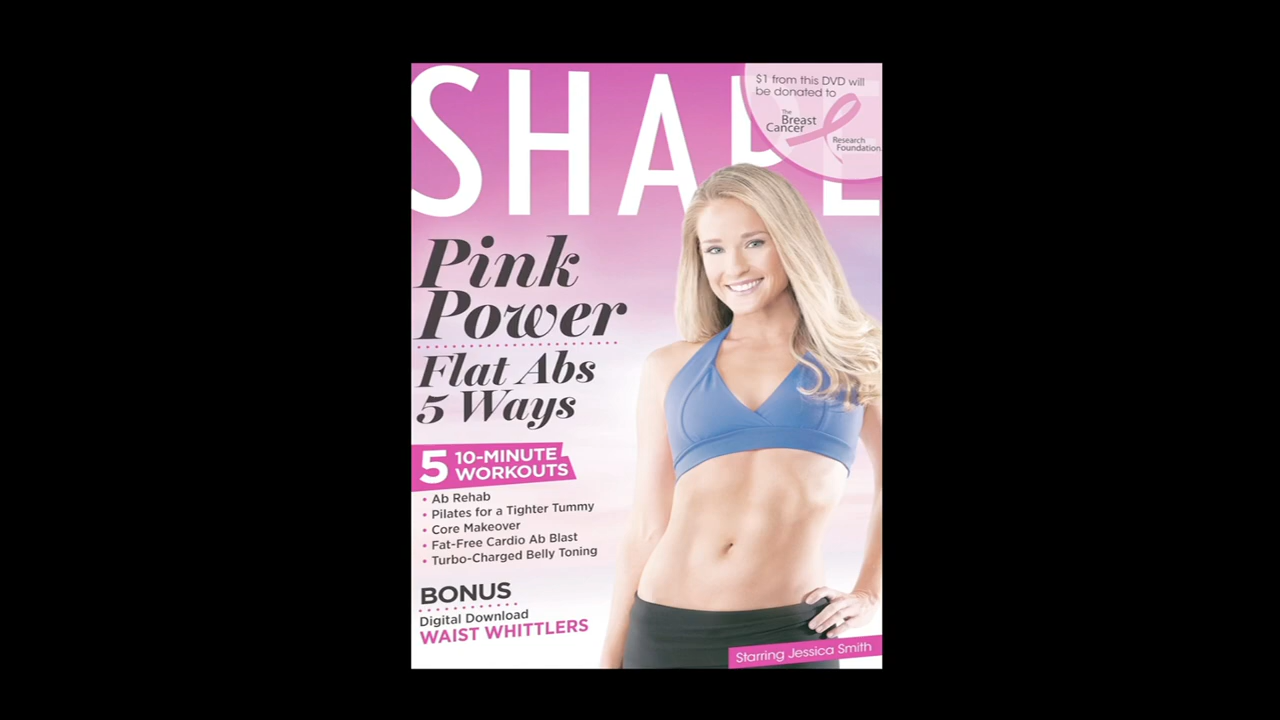 SHAPE
$1 from this DVD will
be donated to
The
Breast
Cancer
Research
Foundation
Pink
Power
Flat Abs
5 Ways
5 10-MINUTE
WORKOUTS
• Ab Rehab
• Pilates for a Tighter Tummy
• Core Makeover
• Fat-Free Cardio Ab Blast
• Turbo-Charged Belly Toning
BONUS
Digital Download
WAIST WHITTLERS
Starring Jessica Smith